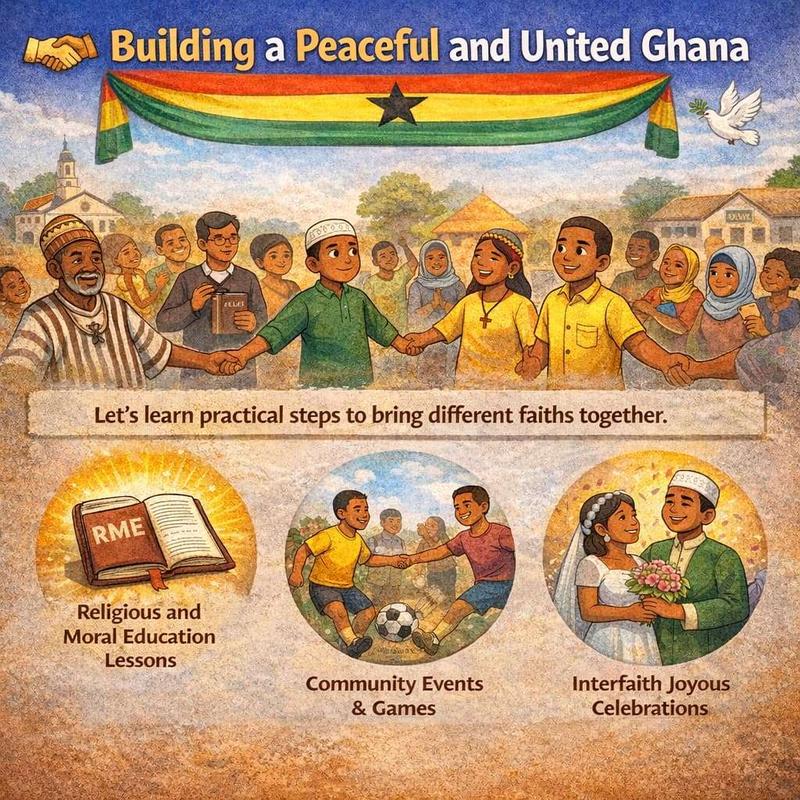 Building a Peaceful and United Ghana
Let's learn practical steps to bring different faiths together.
RME
Religious and
Moral Education
Lessons
Community Events
& Games
Interfaith Joyous
Celebrations